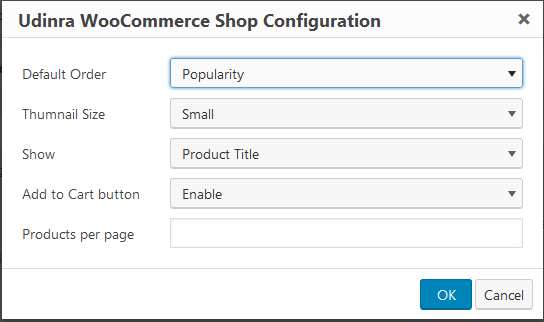 Udinra WooCommerce Shop Configuration ×
Default Order Popularity
Thumnail Size Small
Show Product Title
Add to Cart button Enable
Products per page
OK Cancel